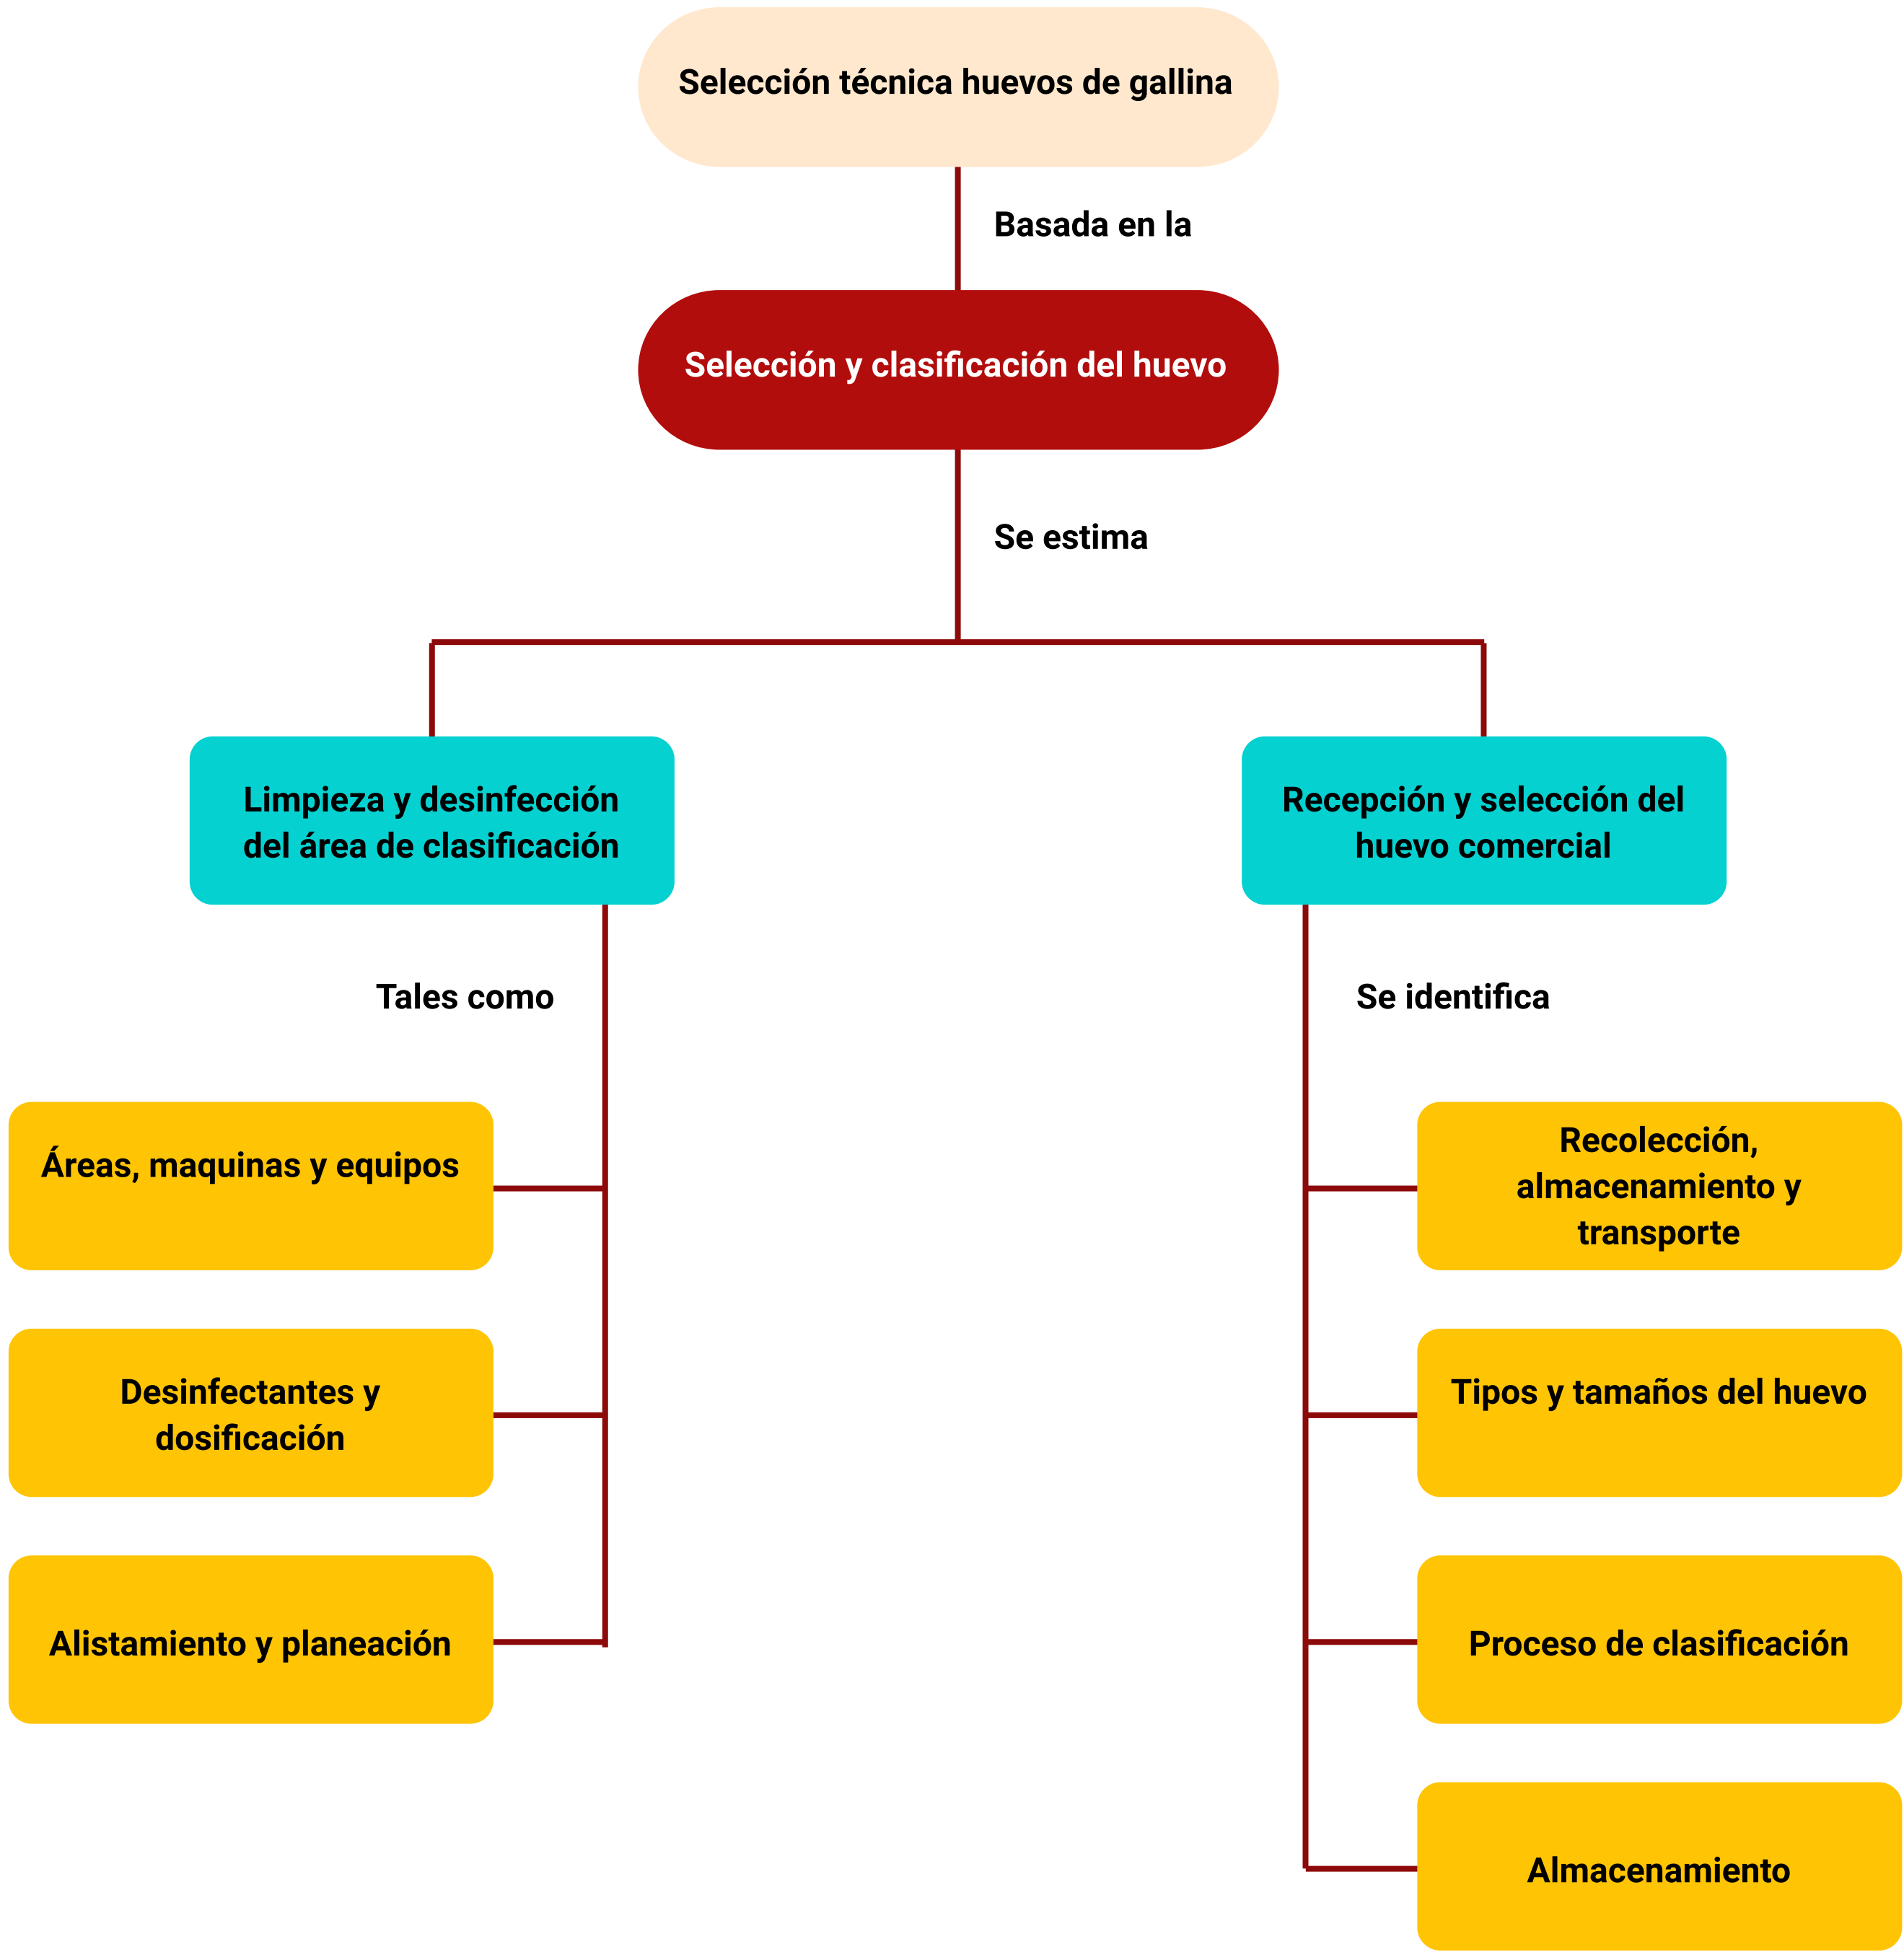 Selección técnica huevos de gallina
Basada en la
Selección y clasificación del huevo
Se estima
Limpieza y desinfección
del área de clasificación
Recepción y selección del
huevo comercial
Tales como
Se identifica
Áreas, maquinas y equipos
Desinfectantes y
dosificación
Alistamiento y planeación
Recolección,
almacenamiento y
transporte
Tipos y tamaños del huevo
Proceso de clasificación
Almacenamiento